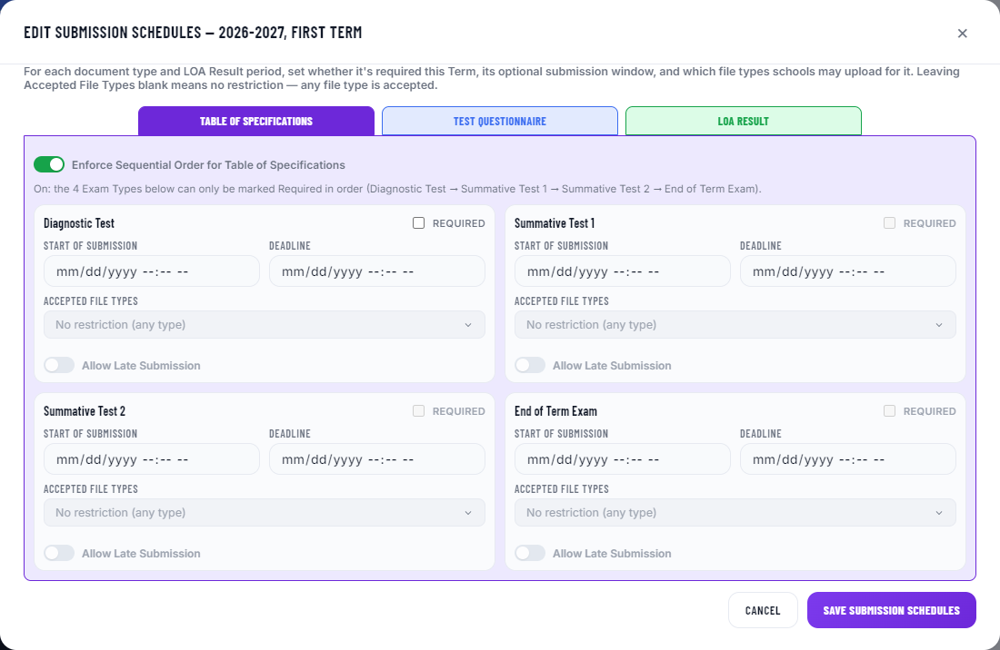 EDIT SUBMISSION SCHEDULES — 2026-2027, FIRST TERM
For each document type and LOA Result period, set whether it's required this Term, its optional submission window, and which file types schools may upload for it. Leaving
Accepted File Types blank means no restriction — any file type is accepted.
TABLE OF SPECIFICATIONS
TEST QUESTIONNAIRE
LOA RESULT
Enforce Sequential Order for Table of Specifications
On: the 4 Exam Types below can only be marked Required in order (Diagnostic Test → Summative Test 1 → Summative Test 2 → End of Term Exam).
Diagnostic Test
REQUIRED
START OF SUBMISSION
DEADLINE
mm/dd/yyyy --:-- --
mm/dd/yyyy --:-- --
ACCEPTED FILE TYPES
No restriction (any type)
Allow Late Submission
Summative Test 1
REQUIRED
START OF SUBMISSION
DEADLINE
mm/dd/yyyy --:-- --
mm/dd/yyyy --:-- --
ACCEPTED FILE TYPES
No restriction (any type)
Allow Late Submission
Summative Test 2
REQUIRED
START OF SUBMISSION
DEADLINE
mm/dd/yyyy --:-- --
mm/dd/yyyy --:-- --
ACCEPTED FILE TYPES
No restriction (any type)
Allow Late Submission
End of Term Exam
REQUIRED
START OF SUBMISSION
DEADLINE
mm/dd/yyyy --:-- --
mm/dd/yyyy --:-- --
ACCEPTED FILE TYPES
No restriction (any type)
Allow Late Submission
CANCEL
SAVE SUBMISSION SCHEDULES